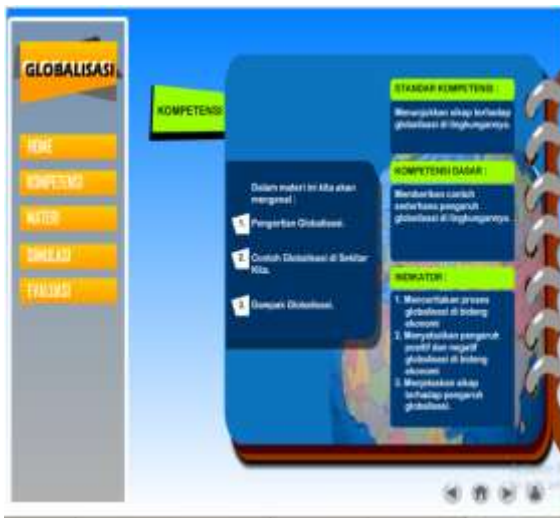 GLOBALISASI
HOME
KOMPETENSI
MATERI
SIMULASI
EVALUASI
KOMPETENSI
Dalam materi ini kita akan
mengenal :
1. Pengertian Globalisasi.
2. Contoh Globalisasi di Sekitar
Kita.
3. Dampak Globalisasi.
STANDAR KOMPETENSI :
Menunjukkan sikap terhadap
globalisasi di lingkungannya.
KOMPETENSI DASAR :
Memberikan contoh
sederhana pengaruh
globalisasi di lingkungannya.
INDIKATOR :
1. Menceritakan proses
globalisasi di bidang
ekonomi
2. Menyebutkan pengaruh
positif dan negatif
globalisasi di bidang
ekonomi
3. Menjelaskan sikap
terhadap pengaruh
globalisasi.